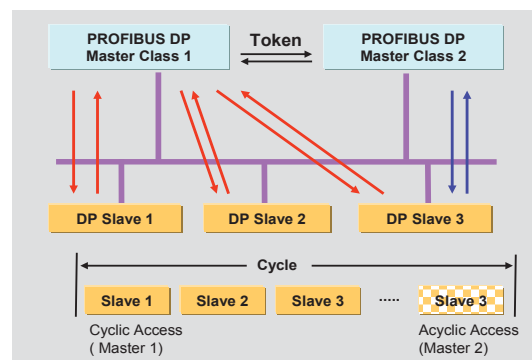 PROFIBUS DP
Master Class 1
Token
PROFIBUS DP
Master Class 2
DP Slave 1
DP Slave 2
DP Slave 3
Cycle
Slave 1
Slave 2
Slave 3
.....
Slave 3
Cyclic Access
( Master 1)
Acyclic Access
(Master 2)